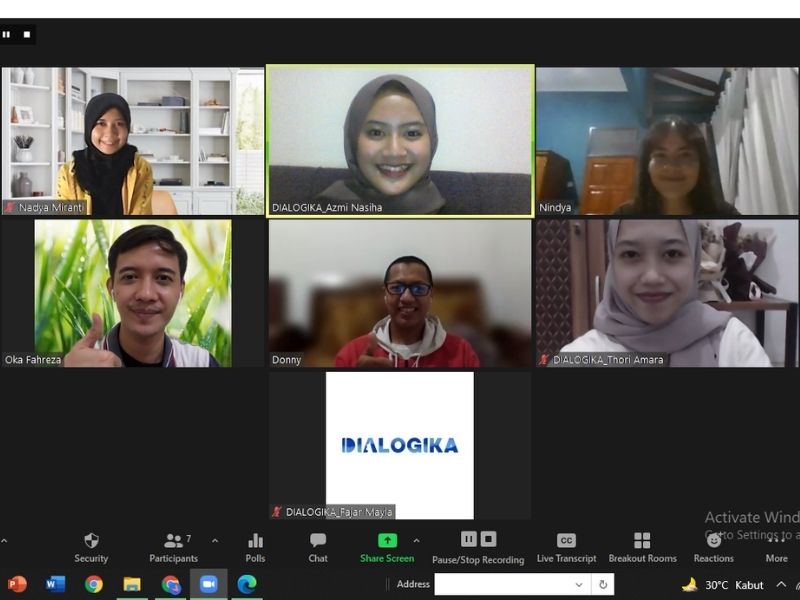 Nadya Miranti
DIALOGIKA_Azmi Nasiha
Nindya
Oka Fahreza
Donny
DIALOGIKA_Thori Amara
DIALOGIKA
DIALOGIKA_Fajar Mayla
Activate Wind
Go to Settings to a
7
Security
Participants
Polls
Chat
Share Screen
Pause/Stop Recording
CC
Live Transcript
Breakout Rooms
Reactions
More
P
W
Address
30°C Kabut